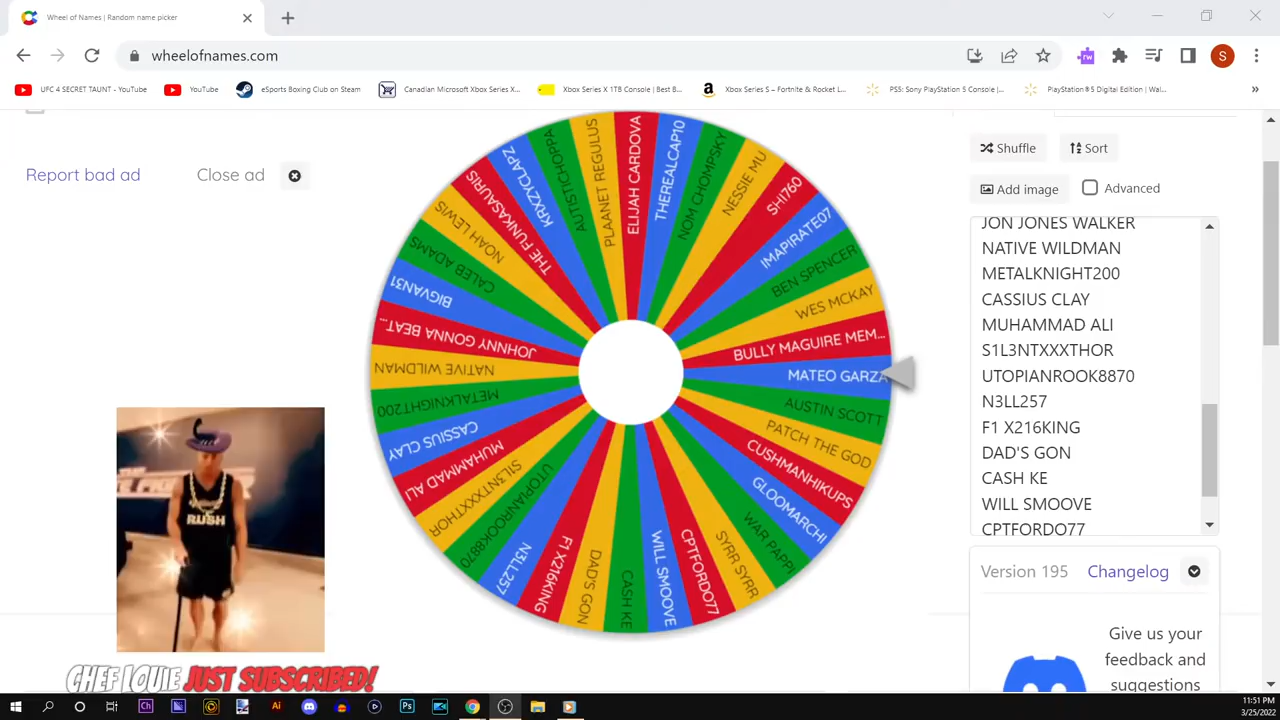 Wheel of Names | Random name picker
wheelofnames.com
S
UFC 4 SECRET TAUNT - YouTube
YouTube
eSports Boxing Club on Steam
Canadian Microsoft Xbox Series X...
Xbox Series X 1TB Console | Best B...
Xbox Series S – Fortnite & Rocket L...
PS5: Sony PlayStation 5 Console |...
PlayStation®5 Digital Edition | Wal...
»
Report bad ad
Close ad
Shuffle
Sort
Add image
Advanced
ELIJAH CARDOVA
THEREALCAP10
NOM CHOMPSKY
NESSIE MU
SHI760
IMAPIRATE07
BEN SPENCER
WES MCKAY
BULLY MAGUIRE MEM...
MATEO GARZA
AUSTIN SCOTT
PATCH THE GOD
CUSHMANHIKUPS
GLOOMARCHI
WAR PAPPI
SYRR SYRR
CPTFORDO77
WILL SMOOVE
CASH KE
DAD'S GON
F1 X216KING
N3LL257
UTOPIANROOK8870
S1L3NTXXXTHOR
MUHAMMAD ALI
CASSIUS CLAY
METALKNIGHT200
NATIVE WILDMAN
JOHNNY GONNA BEAT...
BIGVAN31
CALEB ADAMS
NOAH LEWIS
THE FUNKASAURIS
KRXZYCLAPZ
AUTISTICHOPPA
PLAANET REGULUS
JON JONES WALKER
NATIVE WILDMAN
METALKNIGHT200
CASSIUS CLAY
MUHAMMAD ALI
S1L3NTXXXTHOR
UTOPIANROOK8870
N3LL257
F1 X216KING
DAD'S GON
CASH KE
WILL SMOOVE
CPTFORDO77
Version 195
Changelog
Give us your
feedback and
suggestions
RUSH
CHEF LOUIE JUST SUBSCRIBED!
11:51 PM
3/25/2022